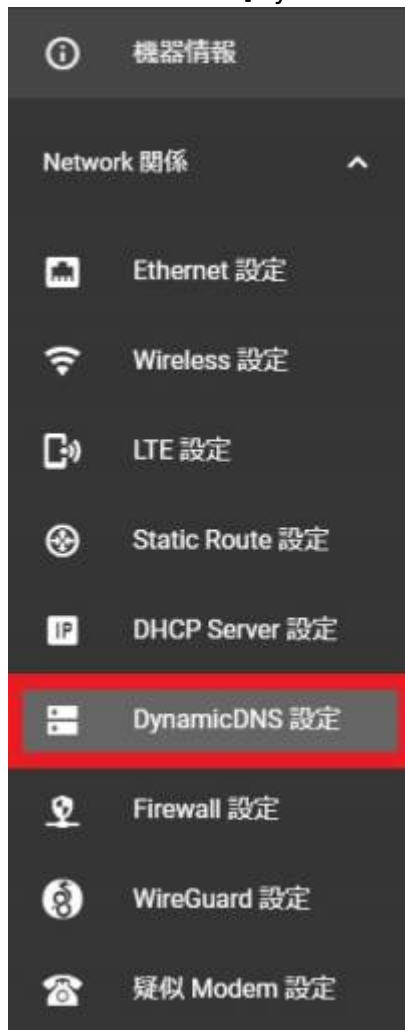 機器情報
Network 関係
Ethernet 設定
Wireless 設定
LTE 設定
Static Route 設定
IP
DHCP Server 設定
DynamicDNS 設定
Firewall 設定
WireGuard 設定
疑似 Modem 設定